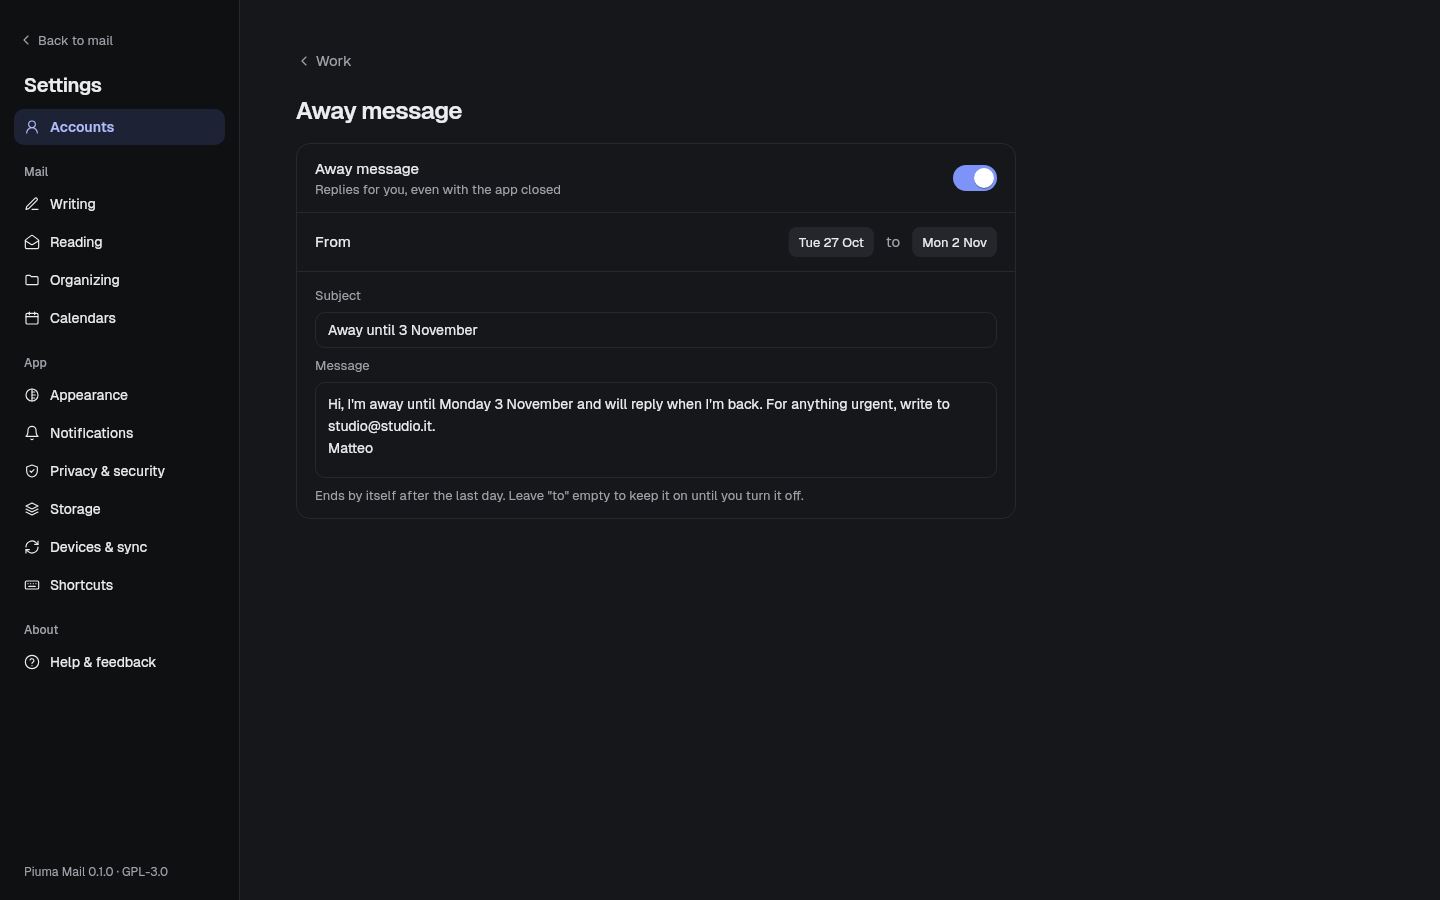 Back to mail
Settings
Accounts
Mail
Writing
Reading
Organizing
Calendars
App
Appearance
Notifications
Privacy & security
Storage
Devices & sync
Shortcuts
About
Help & feedback
Piuma Mail 0.1.0 · GPL-3.0
Work
Away message
Away message
Replies for you, even with the app closed
From
Tue 27 Oct to Mon 2 Nov
Subject
Away until 3 November
Message
Hi, I'm away until Monday 3 November and will reply when I'm back. For anything urgent, write to
studio@studio.it.
Matteo
Ends by itself after the last day. Leave "to" empty to keep it on until you turn it off.